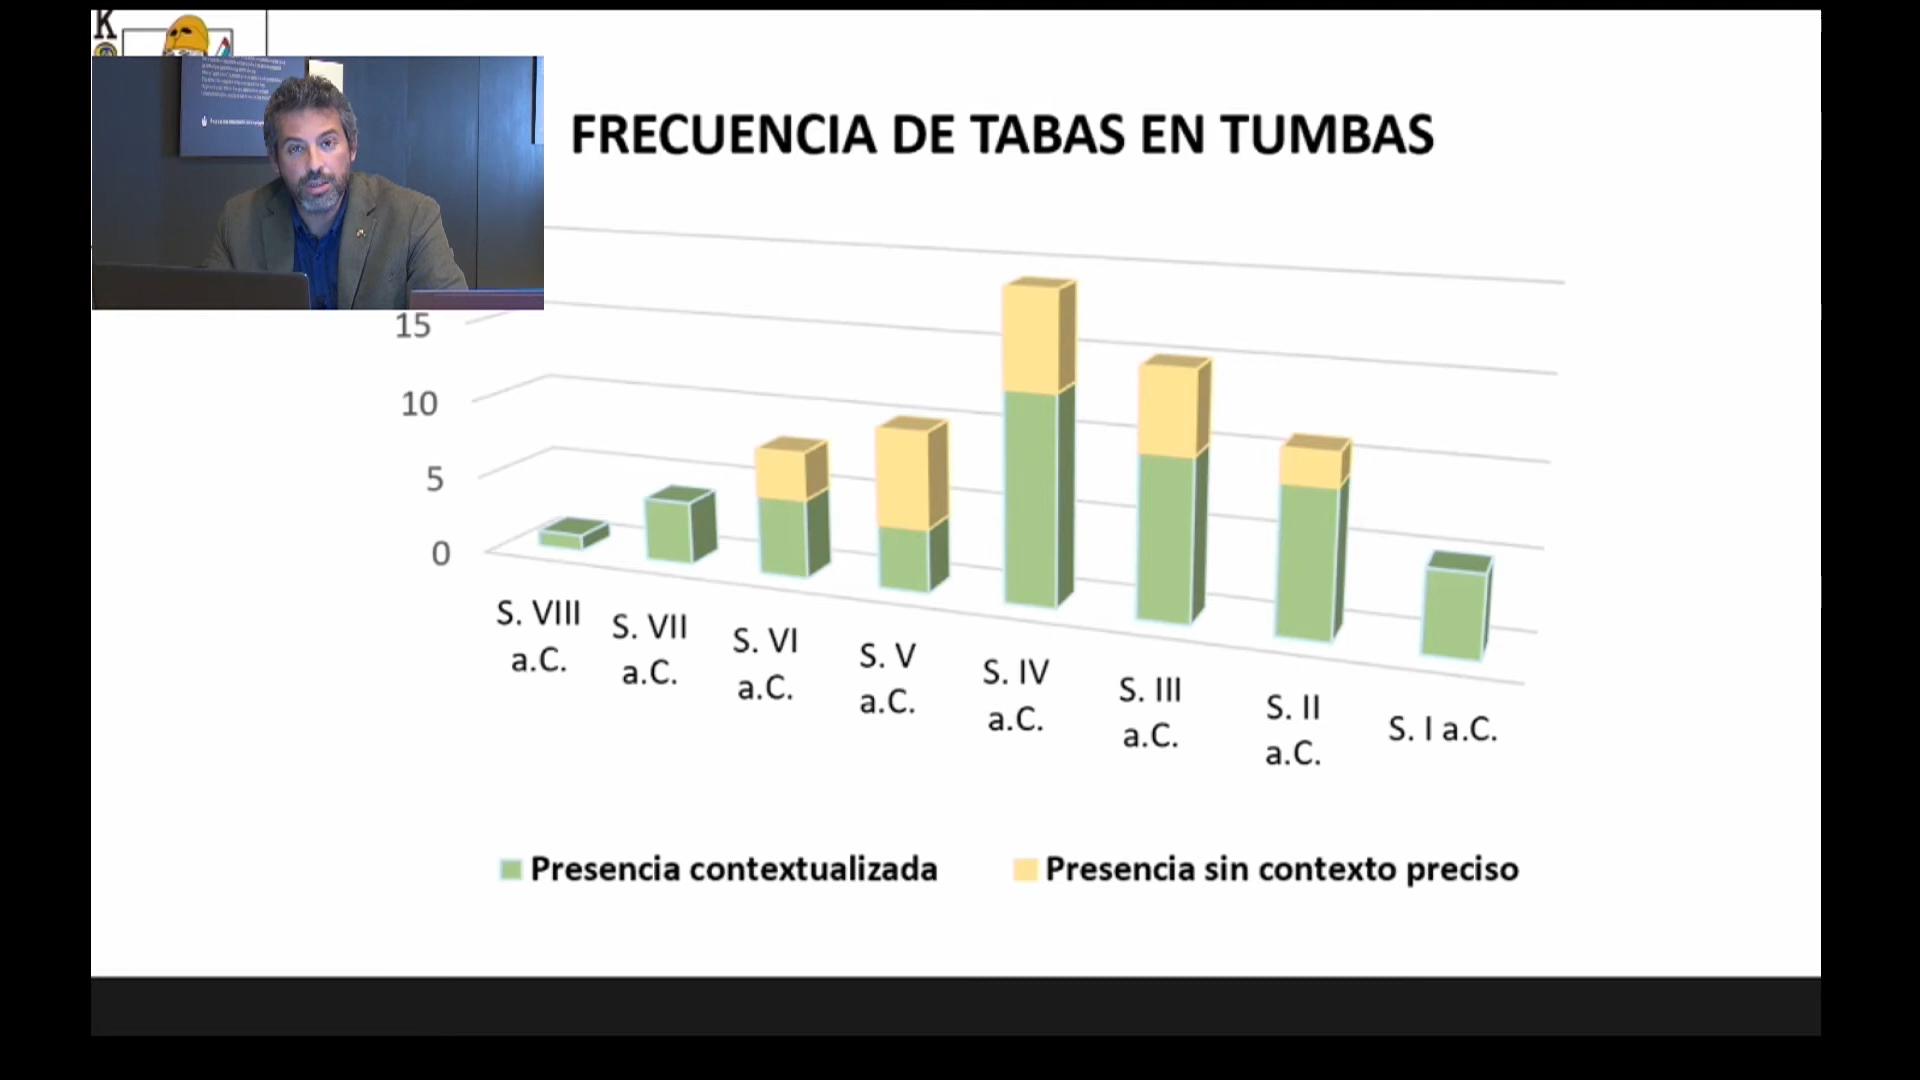 K
FRECUENCIA DE TABAS EN TUMBAS
15
10
5
0
S. VIII
a.C.
S. VII
a.C.
S. VI
a.C.
S. V
a.C.
S. IV
a.C.
S. III
a.C.
S. II
a.C.
S. I a.C.
Presencia contextualizada
Presencia sin contexto preciso